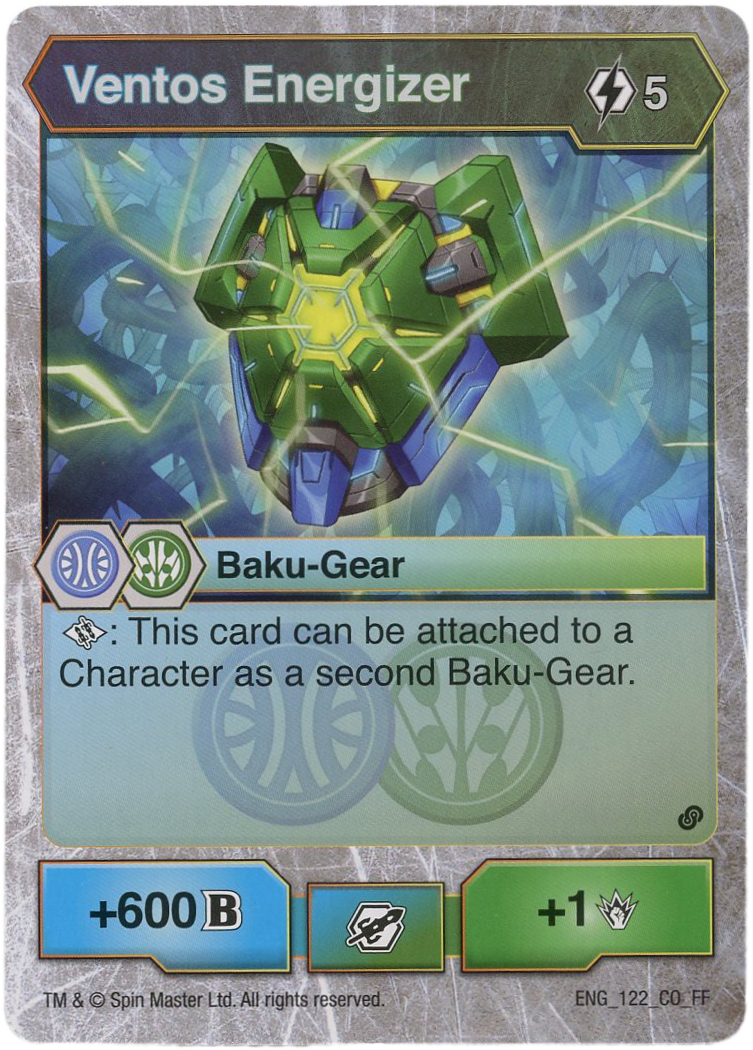 Ventos Energizer
5
Baku-Gear
: This card can be attached to a
Character as a second Baku-Gear.
+600 B
+1
TM & © Spin Master Ltd. All rights reserved.
ENG_122_CO_FF